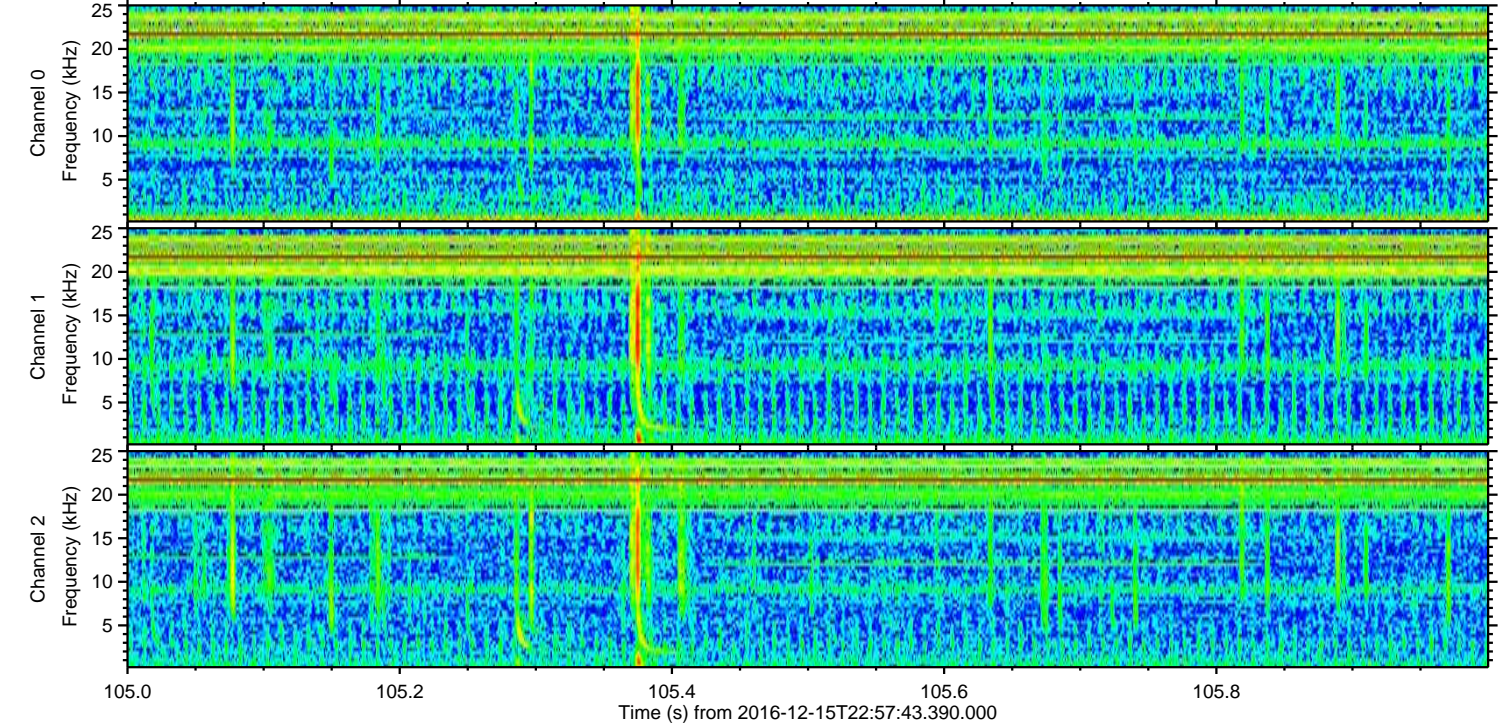 Channel 0
Frequency (kHz)
25
20
15
10
5
Channel 1
Frequency (kHz)
25
20
15
10
5
Channel 2
Frequency (kHz)
25
20
15
10
5
105.0 105.2 105.4 105.6 105.8
Time (s) from 2016-12-15T22:57:43.390.000